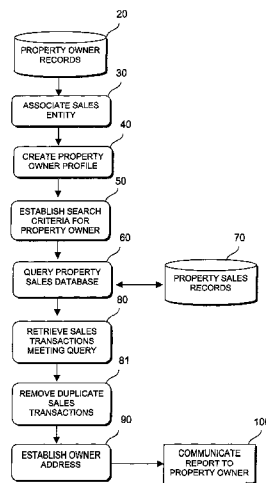 20
PROPERTY OWNER
RECORDS
30
ASSOCIATE SALES
ENTITY
40
CREATE PROPERTY
OWNER PROFILE
50
ESTABLISH SEARCH
CRITERIA FOR
PROPERTY OWNER
60
70
QUERY PROPERTY
SALES DATABASE
PROPERTY SALES
RECORDS
80
RETRIEVE SALES
TRANSACTIONS
MEETING QUERY
81
REMOVE DUPLICATE
SALES
TRANSACTIONS
90
100
ESTABLISH OWNER
ADDRESS
COMMUNICATE
REPORT TO
PROPERTY OWNER